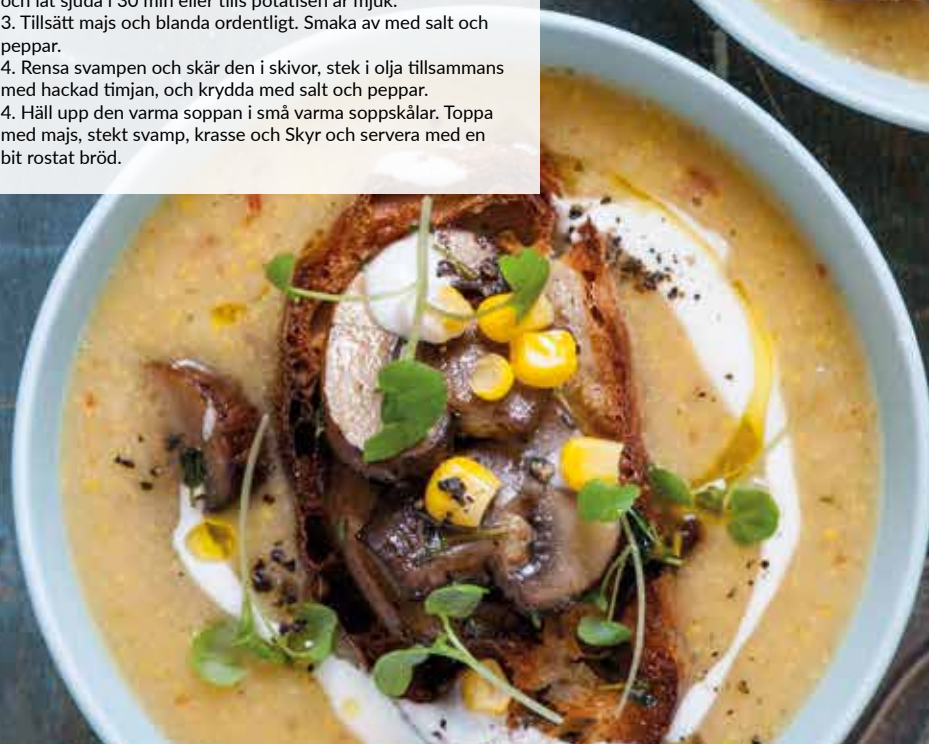 och låt sjuda i 30 min eller tills potatisen är mjuk.
3. Tillsätt majs och blanda ordentligt. Smaka av med salt och
peppar.
4. Rensa svampen och skär den i skivor, stek i olja tillsammans
med hackad timjan, och krydda med salt och peppar.
4. Häll upp den varma soppan i små varma soppskålar. Toppa
med majs, stekt svamp, krasse och Skyr och servera med en
bit rostat bröd.